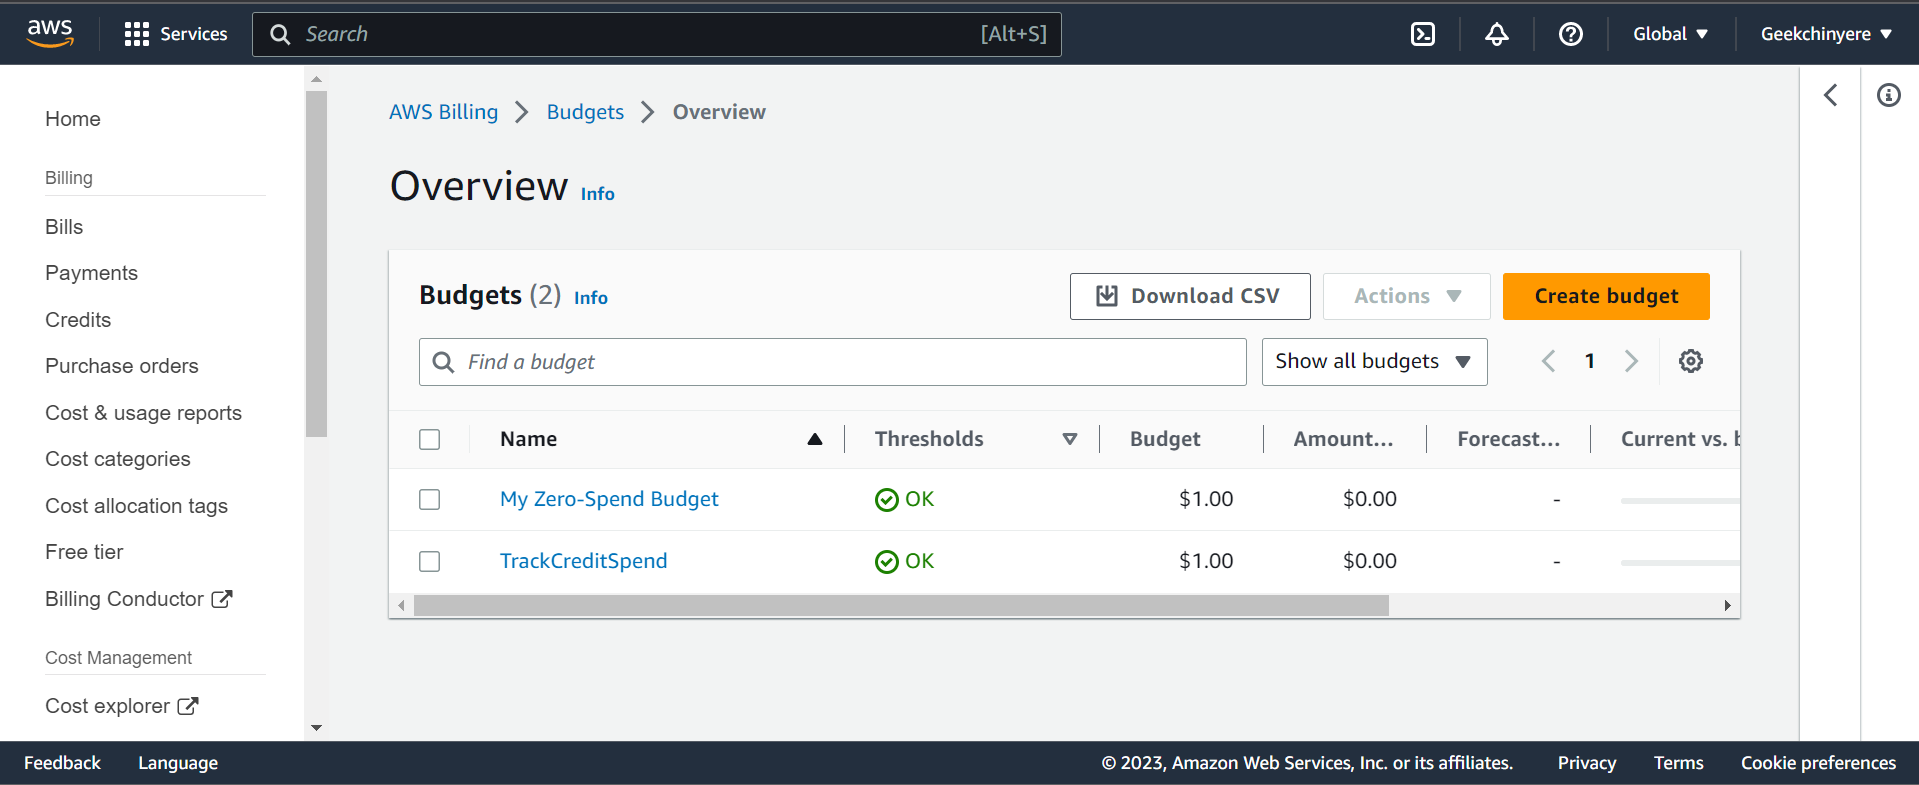 aws Services Search [Alt+S] Global Geekchinyere
Home
Billing
Bills
Payments
Credits
Purchase orders
Cost & usage reports
Cost categories
Cost allocation tags
Free tier
Billing Conductor
Cost Management
Cost explorer
AWS Billing Budgets Overview
Overview Info
Budgets (2) Info Download CSV Actions Create budget
Find a budget Show all budgets 1
Name Thresholds Budget Amount... Forecast... Current vs.
My Zero-Spend Budget OK $1.00 $0.00 -
TrackCreditSpend OK $1.00 $0.00 -
Feedback Language © 2023, Amazon Web Services, Inc. or its affiliates. Privacy Terms Cookie preferences